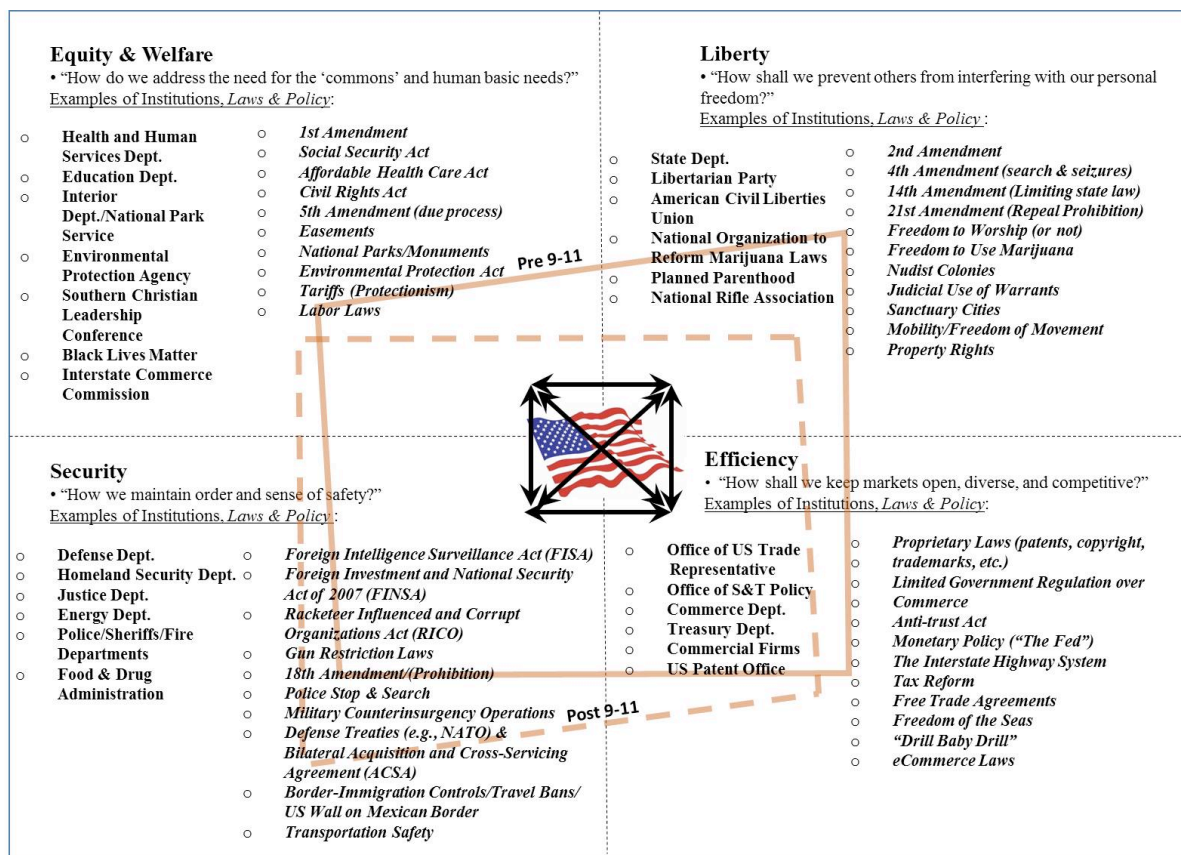 Equity & Welfare
• “How do we address the need for the ‘commons’ and human basic needs?”
Examples of Institutions, Laws & Policy:
o Health and Human
Services Dept.
o Education Dept.
o Interior
Dept./National Park
Service
o Environmental
Protection Agency
o Southern Christian
Leadership
Conference
o Black Lives Matter
o Interstate Commerce
Commission
o 1st Amendment
o Social Security Act
o Affordable Health Care Act
o Civil Rights Act
o 5th Amendment (due process)
o Easements
o National Parks/Monuments
o Environmental Protection Act
o Tariffs (Protectionism)
o Labor Laws
Liberty
• “How shall we prevent others from interfering with our personal
freedom?”
Examples of Institutions, Laws & Policy :
o State Dept.
o Libertarian Party
o American Civil Liberties
Union
o National Organization to
Reform Marijuana Laws
o Planned Parenthood
o National Rifle Association
o 2nd Amendment
o 4th Amendment (search & seizures)
o 14th Amendment (Limiting state law)
o 21st Amendment (Repeal Prohibition)
o Freedom to Worship (or not)
o Freedom to Use Marijuana
o Nudist Colonies
o Judicial Use of Warrants
o Sanctuary Cities
o Mobility/Freedom of Movement
o Property Rights
Pre 9-11
Security
• “How we maintain order and sense of safety?”
Examples of Institutions, Laws & Policy :
o Defense Dept.
o Homeland Security Dept.
o Justice Dept.
o Energy Dept.
o Police/Sheriffs/Fire
Departments
o Food & Drug
Administration
o Foreign Intelligence Surveillance Act (FISA)
o Foreign Investment and National Security
Act of 2007 (FINSA)
o Racketeer Influenced and Corrupt
Organizations Act (RICO)
o Gun Restriction Laws
o 18th Amendment/(Prohibition)
o Police Stop & Search
o Military Counterinsurgency Operations
o Defense Treaties (e.g., NATO) &
Bilateral Acquisition and Cross-Servicing
Agreement (ACSA)
o Border-Immigration Controls/Travel Bans/
US Wall on Mexican Border
o Transportation Safety
Post 9-11
Efficiency
• “How shall we keep markets open, diverse, and competitive?”
Examples of Institutions, Laws & Policy:
o Office of US Trade
Representative
o Office of S&T Policy
o Commerce Dept.
o Treasury Dept.
o Commercial Firms
o US Patent Office
o Proprietary Laws (patents, copyright,
o trademarks, etc.)
o Limited Government Regulation over
o Commerce
o Anti-trust Act
o Monetary Policy (“The Fed”)
o The Interstate Highway System
o Tax Reform
o Free Trade Agreements
o Freedom of the Seas
o “Drill Baby Drill”
o eCommerce Laws